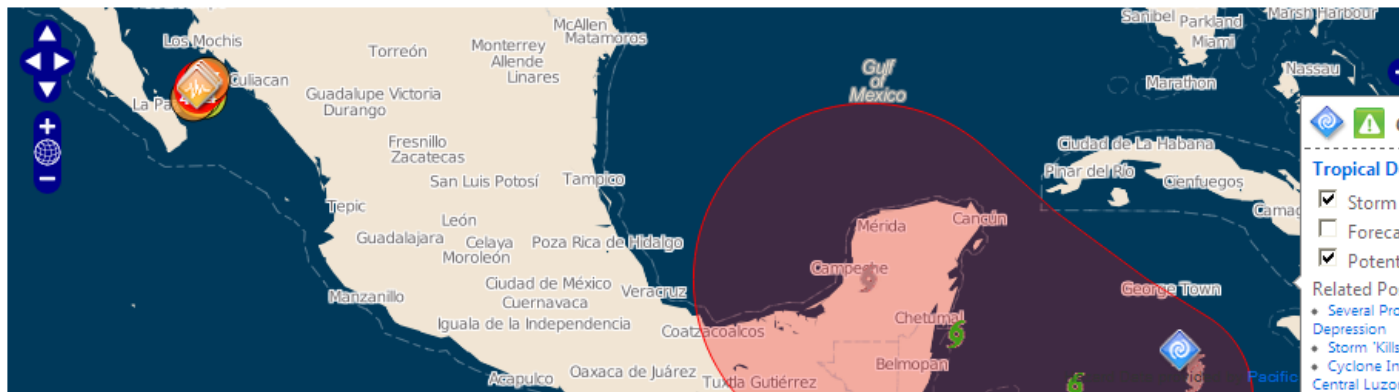 McAllen
Matamoros
Monterrey
Allende
Linares
Los Mochis
Torreón
Culiacan
Guadalupe Victoria
Durango
La
Fresnillo
Zacatecas
San Luis Potosí
Tampico
Tepic
León
Guadalajara
Celaya
Moroleón
Poza Rica de Hidalgo
Ciudad de México
Cuernavaca
Veracruz
Manzanillo
Iguala de la Independencia
Coatzacoalcos
Acapulco
Oaxaca de Juárez
Tuxtla Gutiérrez
Gulf
of
Mexico
Mérida
Cancún
Campeche
Chetumal
Belmopan
Sanibel
Parkland
Miami
Marsh Harbour
Marathon
Nassau
Ciudad de La Habana
Pinar del Río
Cienfuegos
Camag
George Town
Pacific
Tropical D
Storm
Foreca
Potent
Related Po
• Several Pro
Depression
• Storm 'Kills
• Cyclone In
Central Luzo